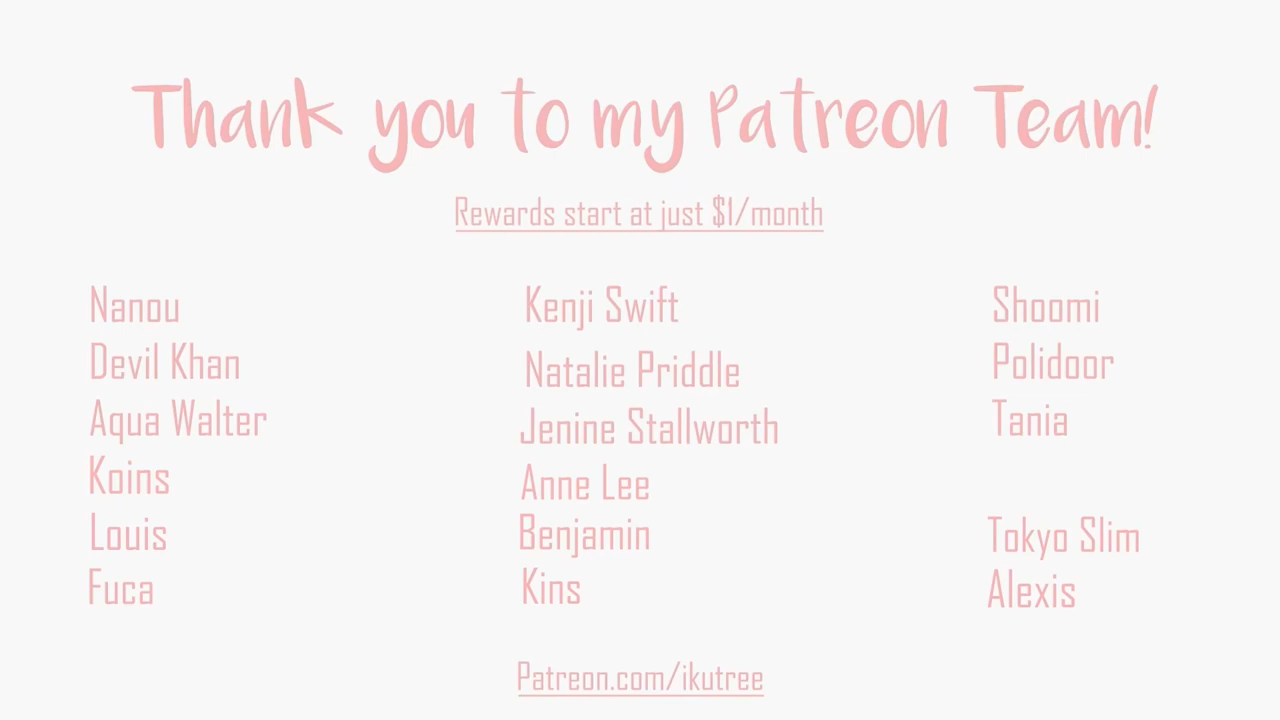 Thank you to my Patreon Team!
Rewards start at just $1/month
Nanou
Devil Khan
Aqua Walter
Koins
Louis
Fuca
Kenji Swift
Natalie Priddle
Jenine Stallworth
Anne Lee
Benjamin
Kins
Shoomi
Polidoor
Tania
Tokyo Slim
Alexis
Patreon.com/ikutree